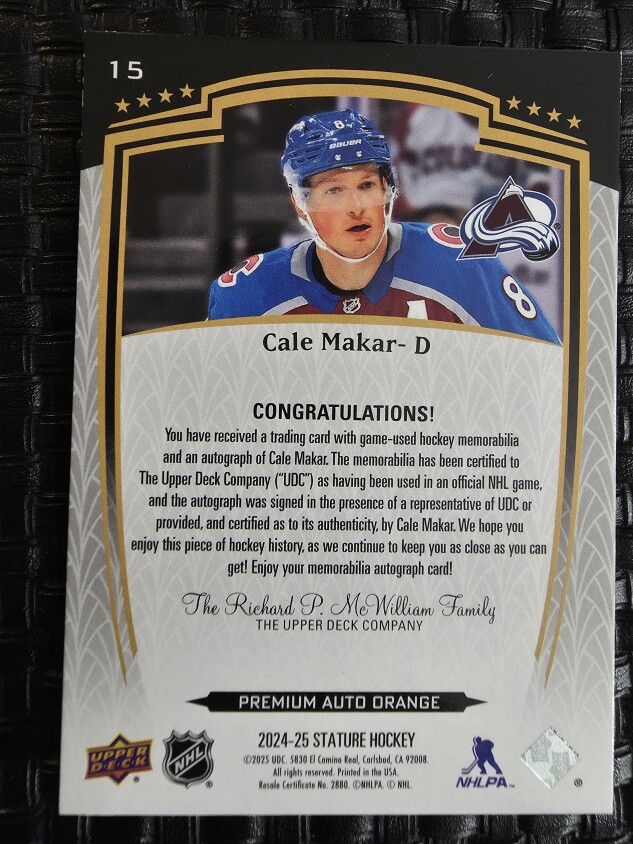 15
8
BAUER
A
8
Cale Makar- D
CONGRATULATIONS!
You have received a trading card with game-used hockey memorabilia
and an autograph of Cale Makar. The memorabilia has been certified to
The Upper Deck Company ("UDC") as having been used in an official NHL game,
and the autograph was signed in the presence of a representative of UDC or
provided, and certified as to its authenticity, by Cale Makar. We hope you
enjoy this piece of hockey history, as we continue to keep you as close as you can
get! Enjoy your memorabilia autograph card!
The Richard P. McWilliam Family
THE UPPER DECK COMPANY
PREMIUM AUTO ORANGE
2024-25 STATURE HOCKEY
©2025 UDC. 5830 El Camino Real, Carlsbad, CA 92008.
All rights reserved. Printed in the USA.
Resale Certificate No. 2880. ©NHLPA. © NHL.
UPPER DECK ®
NHL ®
NHLPA™
®